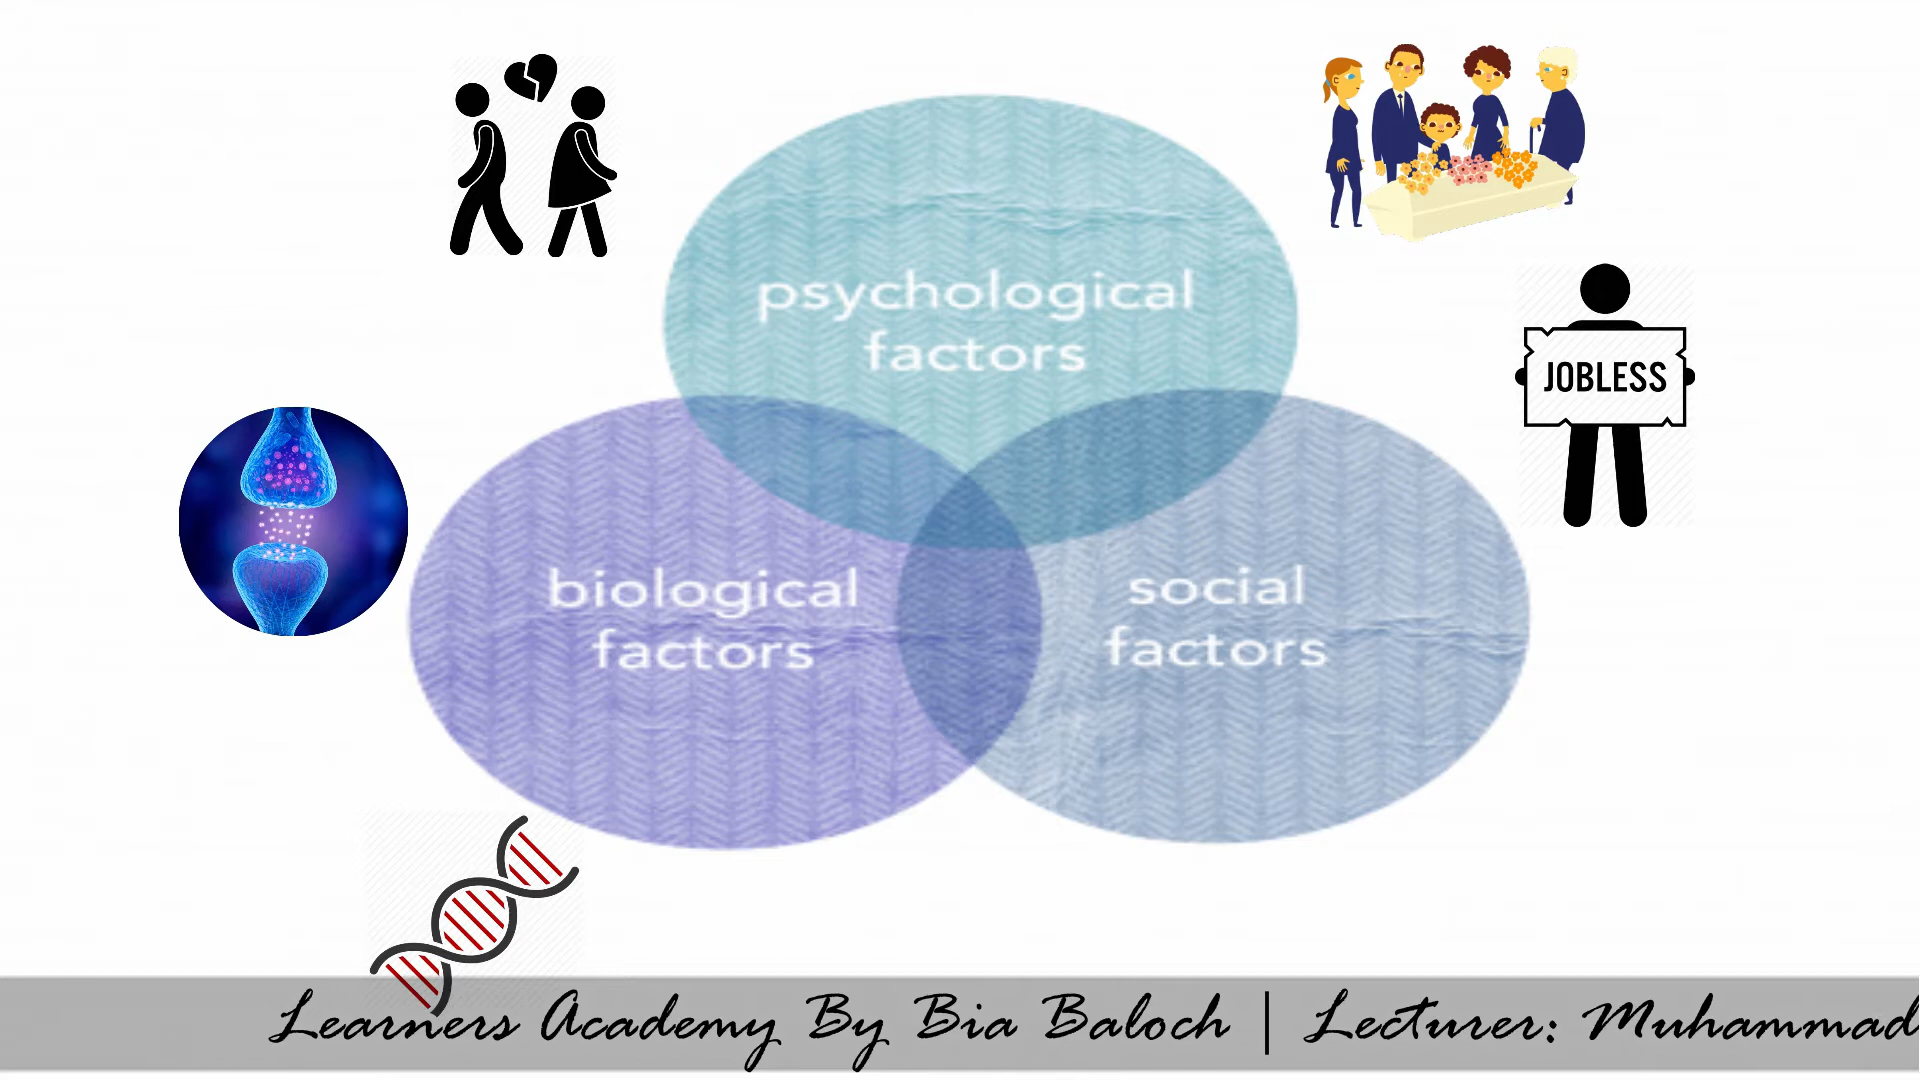 psychological
factors
JOBLESS
biological
factors
social
factors
Learners Academy By Bia Baloch | Lecturer: Muhammad